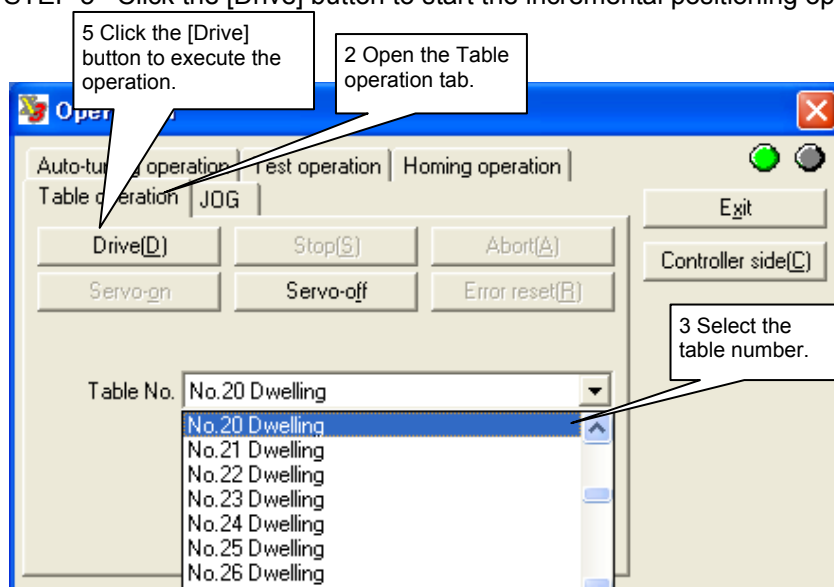 Click the [Drive] button to start the incremental positioning
5 Click the [Drive]
button to execute the
operation.
2 Open the Table
operation tab.
Auto-tuning operation
Test operation
Homing operation
Table operation
JOG
Exit
Drive(D)
Stop(S)
Abort(A)
Controller side(C)
Servo-on
Servo-off
Error reset(R)
3 Select the
table number.
Table No.
No.20 Dwelling
No.20 Dwelling
No.21 Dwelling
No.22 Dwelling
No.23 Dwelling
No.24 Dwelling
No.25 Dwelling
No.26 Dwelling